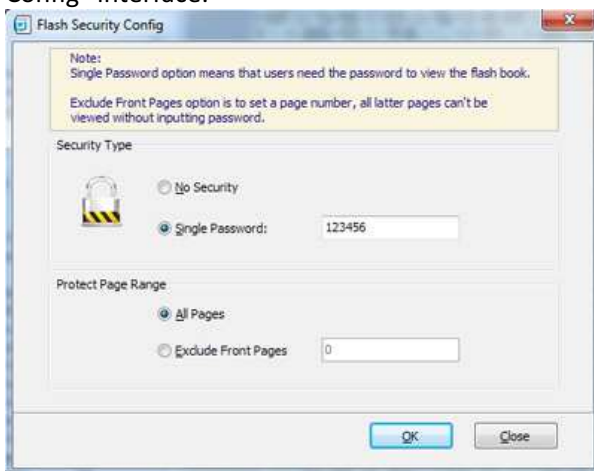 Flash Security Config
Note:
Single Password option means that users need the password to view the flash book.
Exclude Front Pages option is to set a page number, all latter pages can't be
viewed without inputting password.
Security Type
No Security
Single Password: 123456
Protect Page Range
All Pages
Exclude Front Pages 0
OK Close